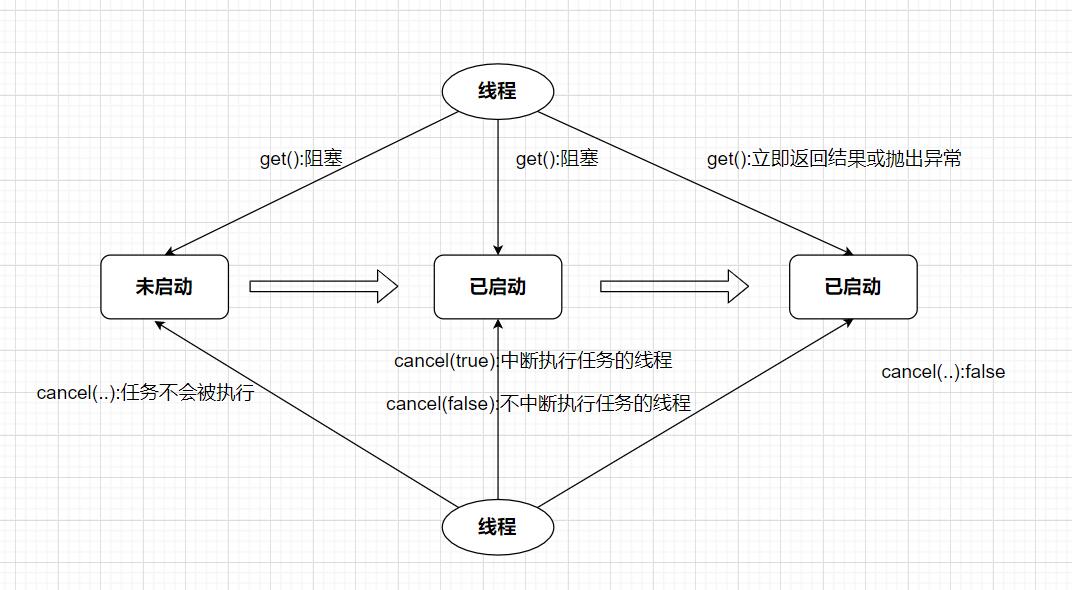 线程
get():阻塞
get():阻塞
get():立即返回结果或抛出异常
未启动
已启动
已启动
cancel(true):中断执行任务的线程
cancel(..):false
cancel(..):任务不会被执行
cancel(false):不中断执行任务的线程
线程